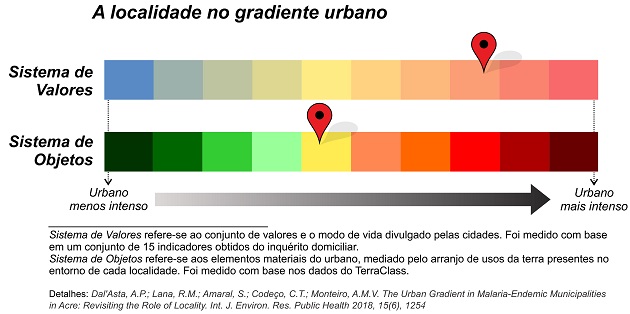 A localidade no gradiente urbano
Sistema de
Valores
Sistema de
Objetos
Urbano
menos intenso
Urbano
mais intenso
Sistema de Valores refere-se ao conjunto de valores e o modo de vida divulgado pelas cidades. Foi medido com base
em um conjunto de 15 indicadores obtidos do inquérito domiciliar.
Sistema de Objetos refere-se aos elementos materiais do urbano, mediado pelo arranjo de usos da terra presentes no
entorno de cada localidade. Foi medido com base nos dados do TerraClass.
Detalhes: Dal'Asta, A.P.; Lana, R.M.; Amaral, S.; Codeço, C.T.; Monteiro, A.M.V. The Urban Gradient in Malaria-Endemic Municipalities
in Acre: Revisiting the Role of Locality. Int. J. Environ. Res. Public Health 2018, 15(6), 1254